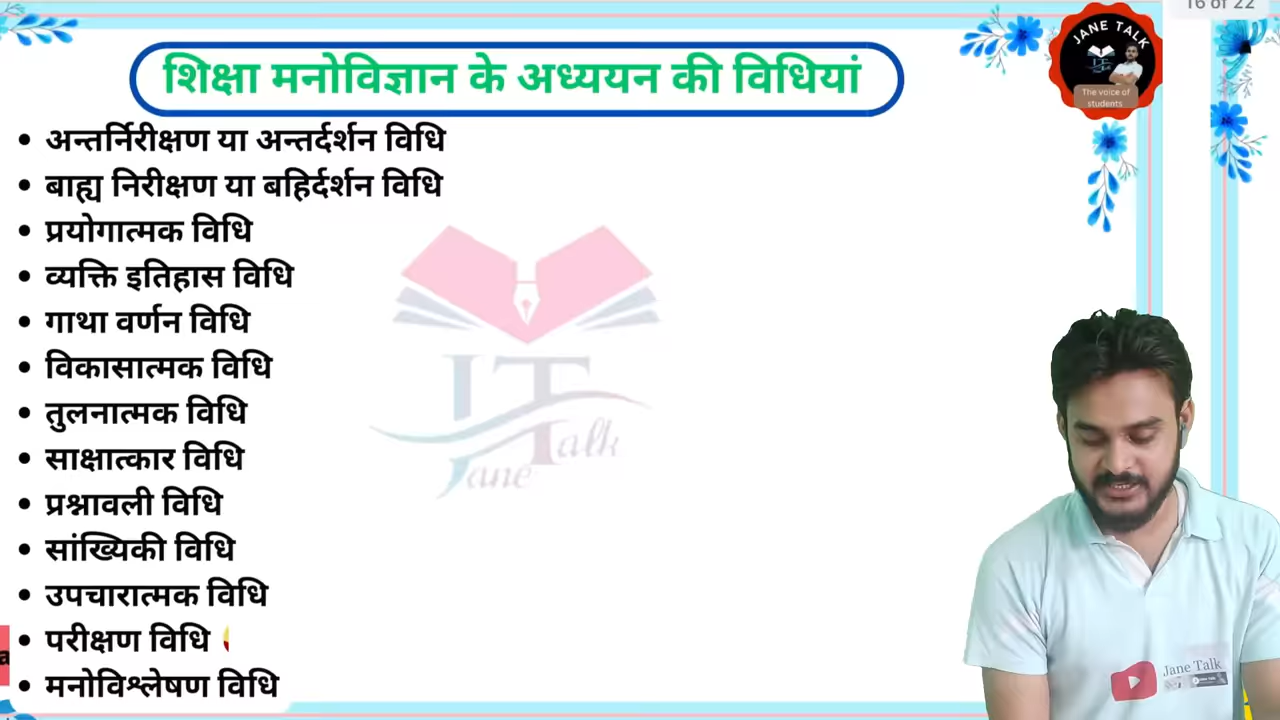 16 of 22
JANE TALK
The voice of
students
शिक्षा मनोविज्ञान के अध्ययन की विधियां
• अन्तर्निरीक्षण या अन्तर्दर्शन विधि
• बाह्य निरीक्षण या बहिर्दर्शन विधि
• प्रयोगात्मक विधि
• व्यक्ति इतिहास विधि
• गाथा वर्णन विधि
• विकासात्मक विधि
• तुलनात्मक विधि
• साक्षात्कार विधि
• प्रश्नावली विधि
• सांख्यिकी विधि
• उपचारात्मक विधि
• परीक्षण विधि
• मनोविश्लेषण विधि
JT
Jane Talk
Jane Talk